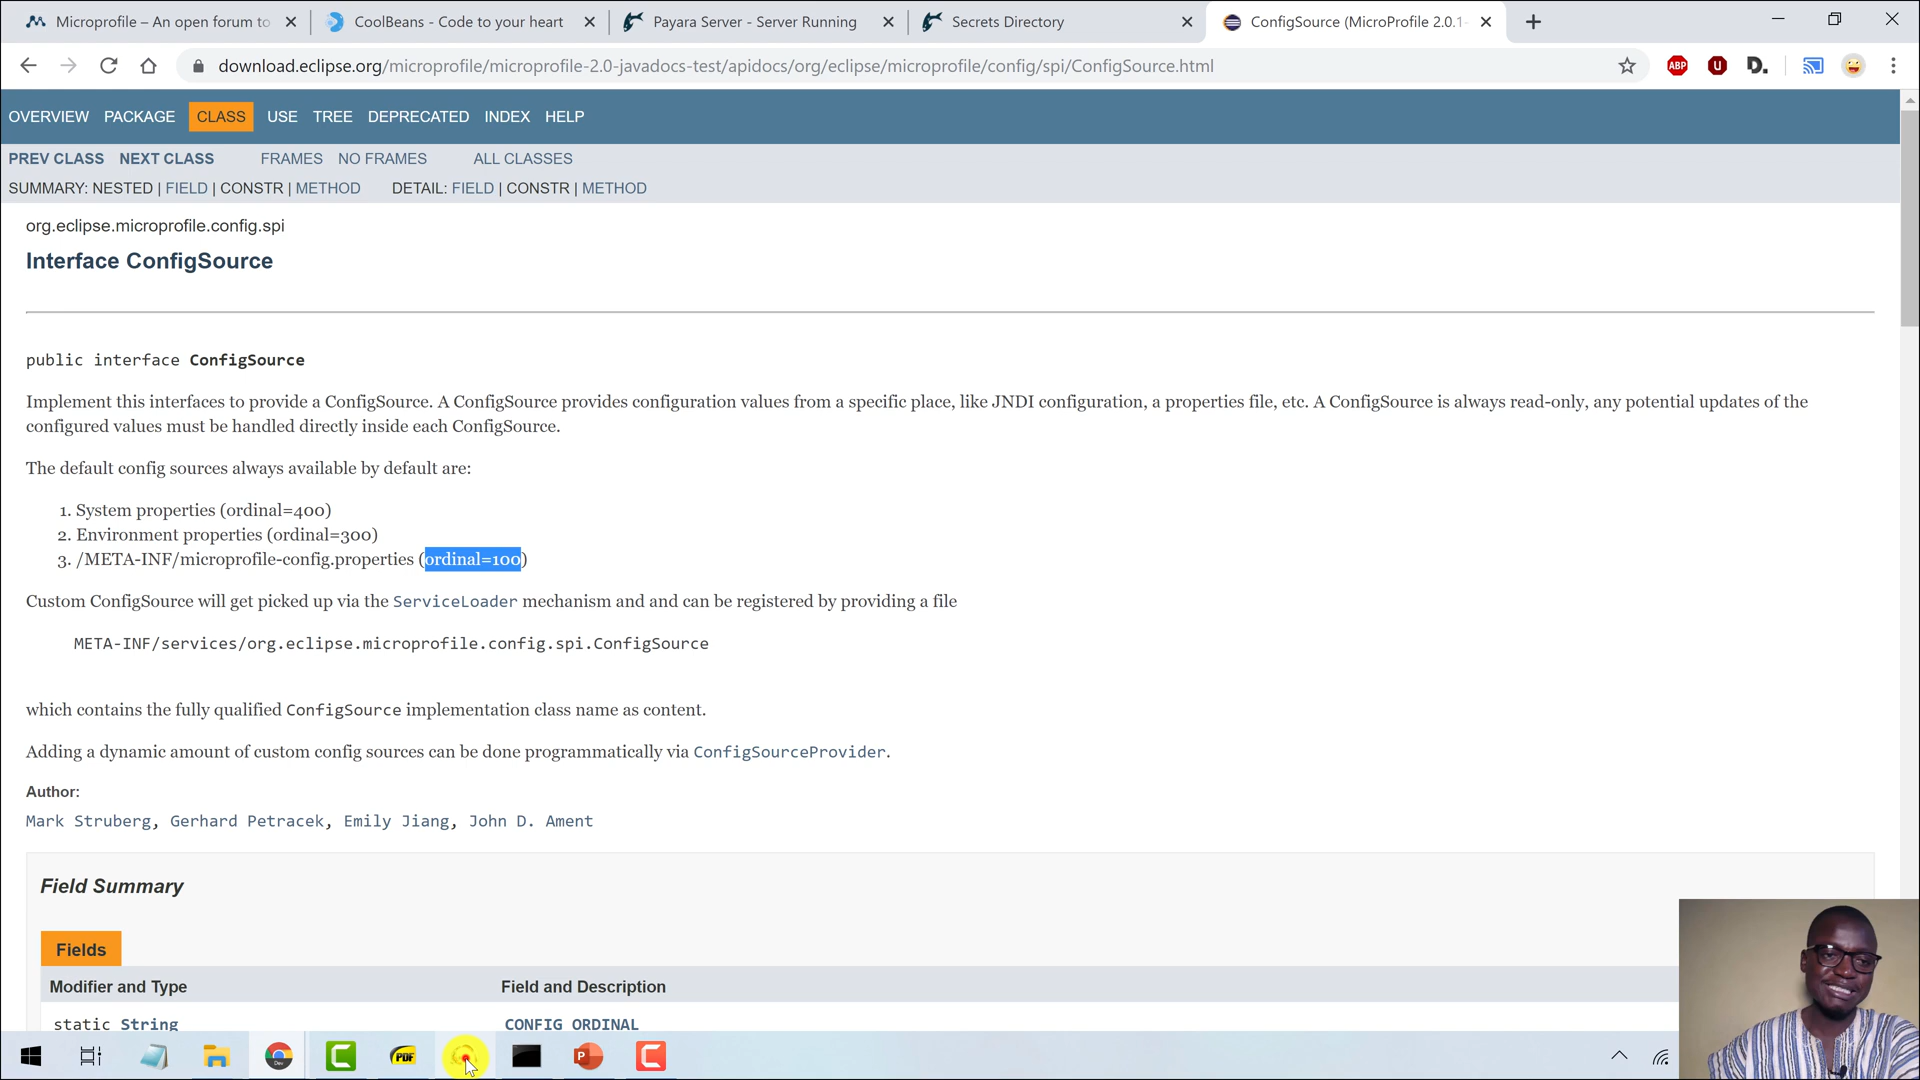 Microprofile – An open forum to
CoolBeans - Code to your heart
Payara Server - Server Running
Secrets Directory
ConfigSource (MicroProfile 2.0.1-
download.eclipse.org/microprofile/microprofile-2.0-javadocs-test/apidocs/org/eclipse/microprofile/config/spi/ConfigSource.html
ABP
U
D.
OVERVIEW PACKAGE CLASS USE TREE DEPRECATED INDEX HELP
PREV CLASS NEXT CLASS FRAMES NO FRAMES ALL CLASSES
SUMMARY: NESTED | FIELD | CONSTR | METHOD DETAIL: FIELD | CONSTR | METHOD
org.eclipse.microprofile.config.spi
Interface ConfigSource
public interface ConfigSource
Implement this interfaces to provide a ConfigSource. A ConfigSource provides configuration values from a specific place, like JNDI configuration, a properties file, etc. A ConfigSource is always read-only, any potential updates of the
configured values must be handled directly inside each ConfigSource.
The default config sources always available by default are:
1. System properties (ordinal=400)
2. Environment properties (ordinal=300)
3. /META-INF/microprofile-config.properties (ordinal=100)
Custom ConfigSource will get picked up via the ServiceLoader mechanism and and can be registered by providing a file
META-INF/services/org.eclipse.microprofile.config.spi.ConfigSource
which contains the fully qualified ConfigSource implementation class name as content.
Adding a dynamic amount of custom config sources can be done programmatically via ConfigSourceProvider.
Author:
Mark Struberg, Gerhard Petracek, Emily Jiang, John D. Ament
Field Summary
Fields
Modifier and Type Field and Description
static String CONFIG_ORDINAL
Dev
PDF
P